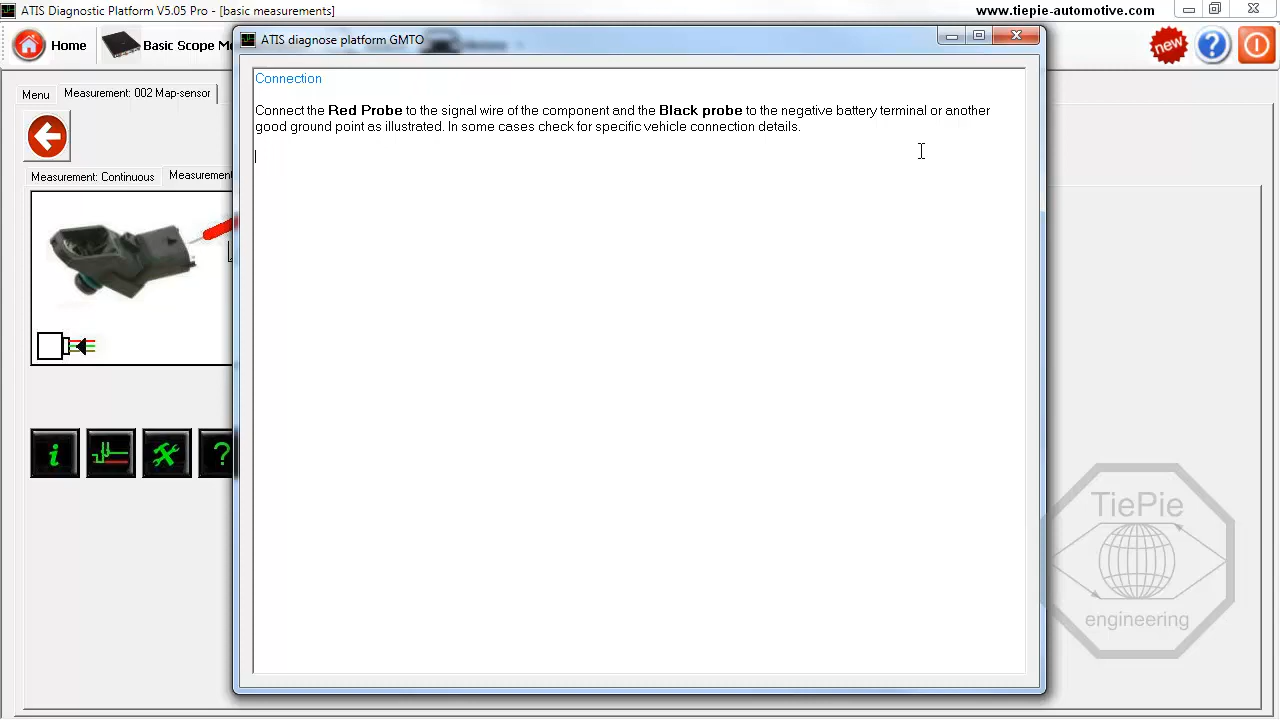 ATIS Diagnostic Platform V5.05 Pro - [basic measurements]
www.tiepie-automotive.com
Home
Basic Scope
new
ATIS diagnose platform GMTO
Menu
Measurement: 002 Map-sensor
Connection
Connect the Red Probe to the signal wire of the component and the Black probe to the negative battery terminal or another
good ground point as illustrated. In some cases check for specific vehicle connection details.
Measurement: Continuous
Measurement
TiePie
engineering